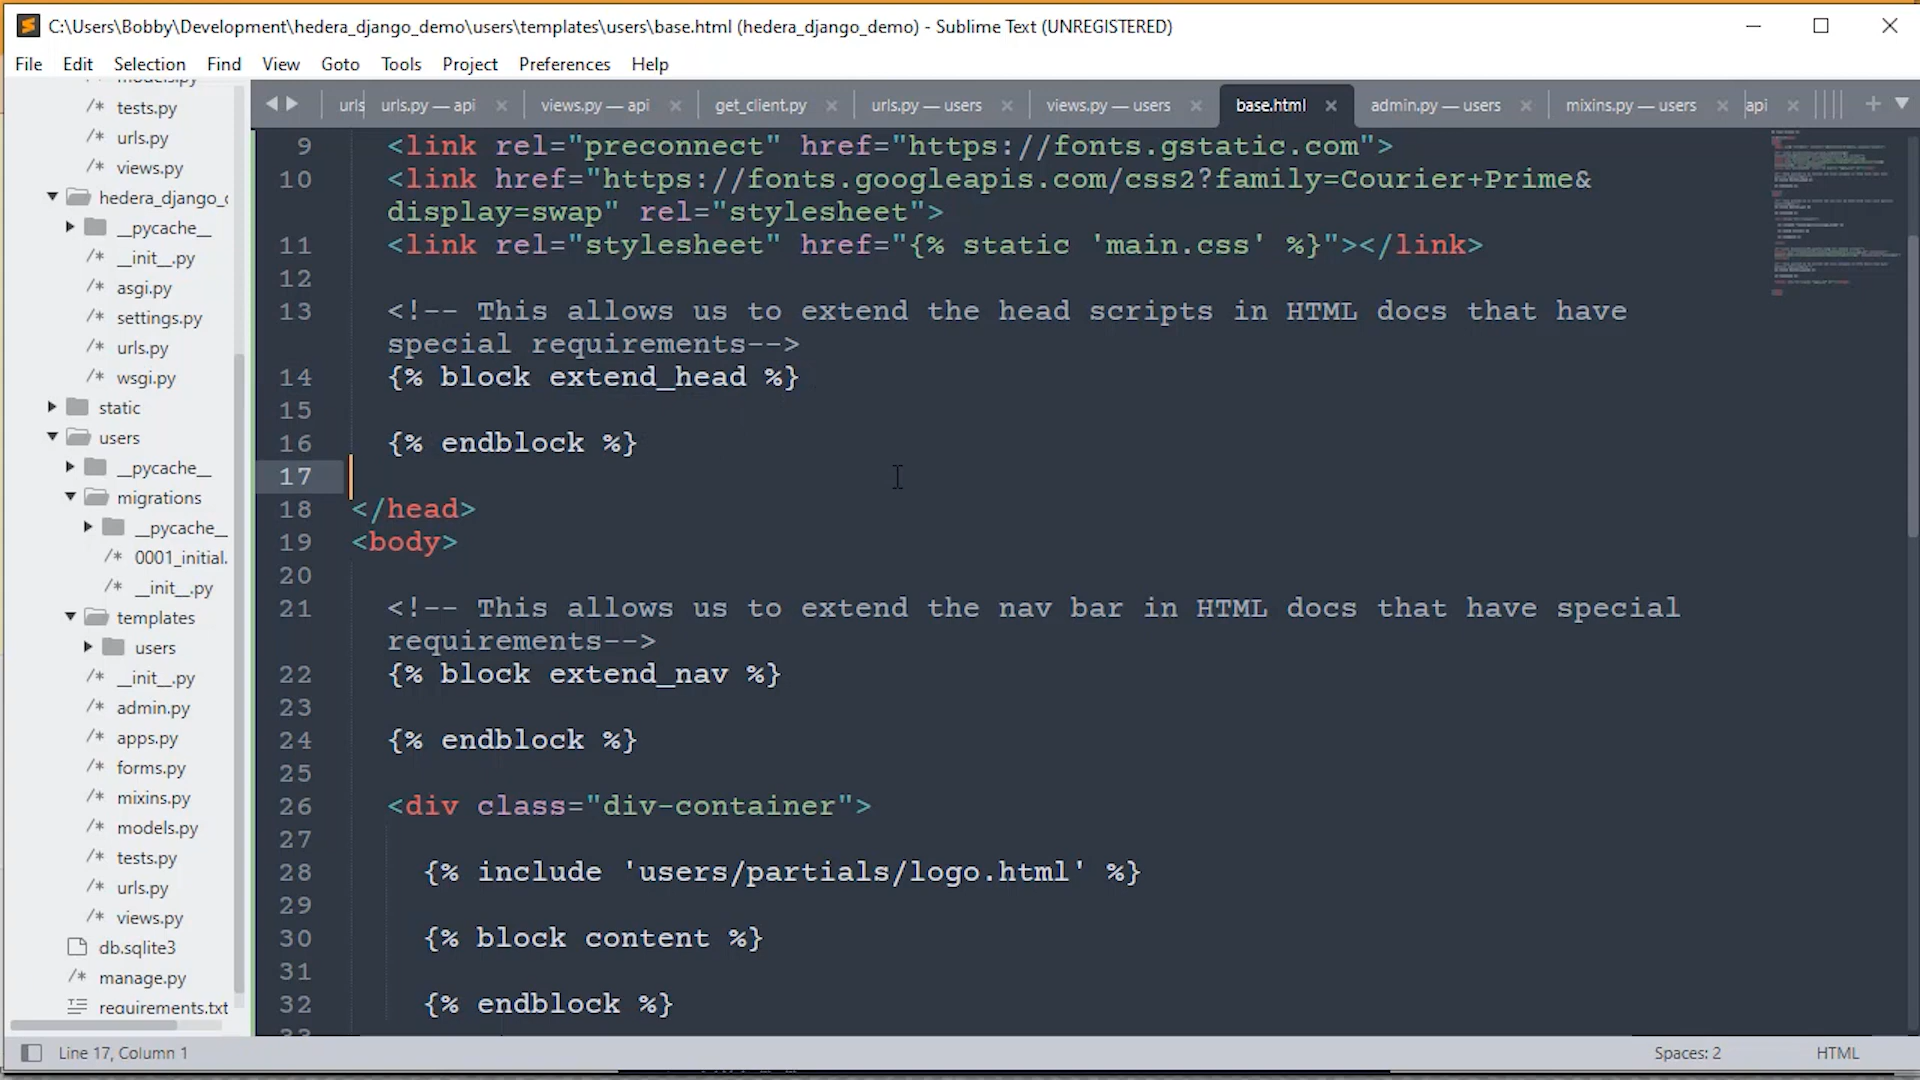 C:\Users\Bobby\Development\hedera_django_demo\users\templates\users\base.html (hedera_django_demo) - Sublime Text (UNREGISTERED)
File Edit Selection Find View Goto Tools Project Preferences Help
urls urls.py — api × views.py — api × get_client.py × urls.py — users × views.py — users × base.html × admin.py — users × mixins.py — users × api ×
models.py
/* tests.py
/* urls.py
/* views.py
hedera_django_
__pycache__
/* __init__.py
/* asgi.py
/* settings.py
/* urls.py
/* wsgi.py
static
users
__pycache__
migrations
__pycache__
/* 0001_initial.
/* __init__.py
templates
users
/* __init__.py
/* admin.py
/* apps.py
/* forms.py
/* mixins.py
/* models.py
/* tests.py
/* urls.py
/* views.py
db.sqlite3
/* manage.py
requirements.txt
9 <link rel="preconnect" href="https://fonts.gstatic.com">
10 <link href="https://fonts.googleapis.com/css2?family=Courier+Prime&
display=swap" rel="stylesheet">
11 <link rel="stylesheet" href="{% static 'main.css' %}"></link>
12
13 <!-- This allows us to extend the head scripts in HTML docs that have
special requirements-->
14 {% block extend_head %}
15
16 {% endblock %}
17
18 </head>
19 <body>
20
21 <!-- This allows us to extend the nav bar in HTML docs that have special
requirements-->
22 {% block extend_nav %}
23
24 {% endblock %}
25
26 <div class="div-container">
27
28 {% include 'users/partials/logo.html' %}
29
30 {% block content %}
31
32 {% endblock %}
33
Line 17, Column 1
Spaces: 2
HTML